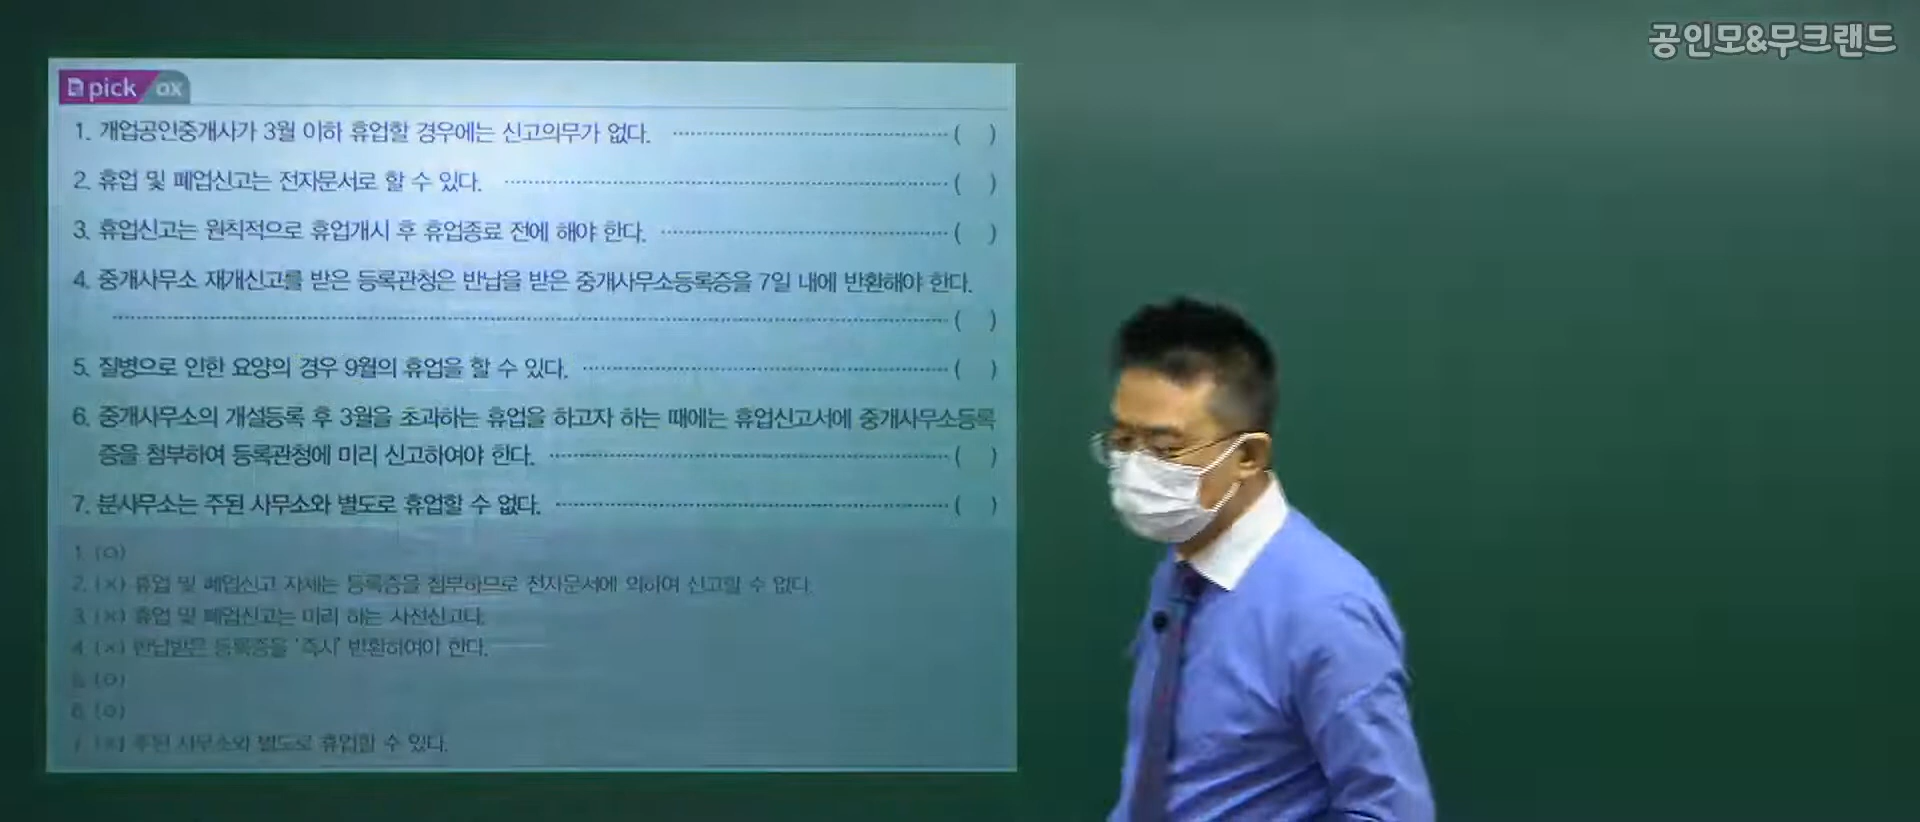 공인모&무크랜드
pick ox
1. 개업공인중개사가 3월 이하 휴업할 경우에는 신고의무가 없다. ( )
2. 휴업 및 폐업신고는 전자문서로 할 수 있다. ( )
3. 휴업신고는 원칙적으로 휴업개시 후 휴업종료 전에 해야 한다. ( )
4. 중개사무소 재개신고를 받은 등록관청은 반납을 받은 중개사무소등록증을 7일 내에 반환해야 한다.
( )
5. 질병으로 인한 요양의 경우 9월의 휴업을 할 수 있다. ( )
6. 중개사무소의 개설등록 후 3월을 초과하는 휴업을 하고자 하는 때에는 휴업신고서에 중개사무소등록
증을 첨부하여 등록관청에 미리 신고하여야 한다. ( )
7. 분사무소는 주된 사무소와 별도로 휴업할 수 없다. ( )
1. (O)
2. (×) 휴업 및 폐업신고 자체는 등록증을 첨부하므로 전자문서에 의하여 신고할 수 없다.
3. (×) 휴업 및 폐업신고는 미리 하는 사전신고다.
4. (×) 반납받은 등록증을 '즉시' 반환하여야 한다.
5. (O)
6. (O)
7. (×) 주된 사무소와 별도로 휴업할 수 있다.